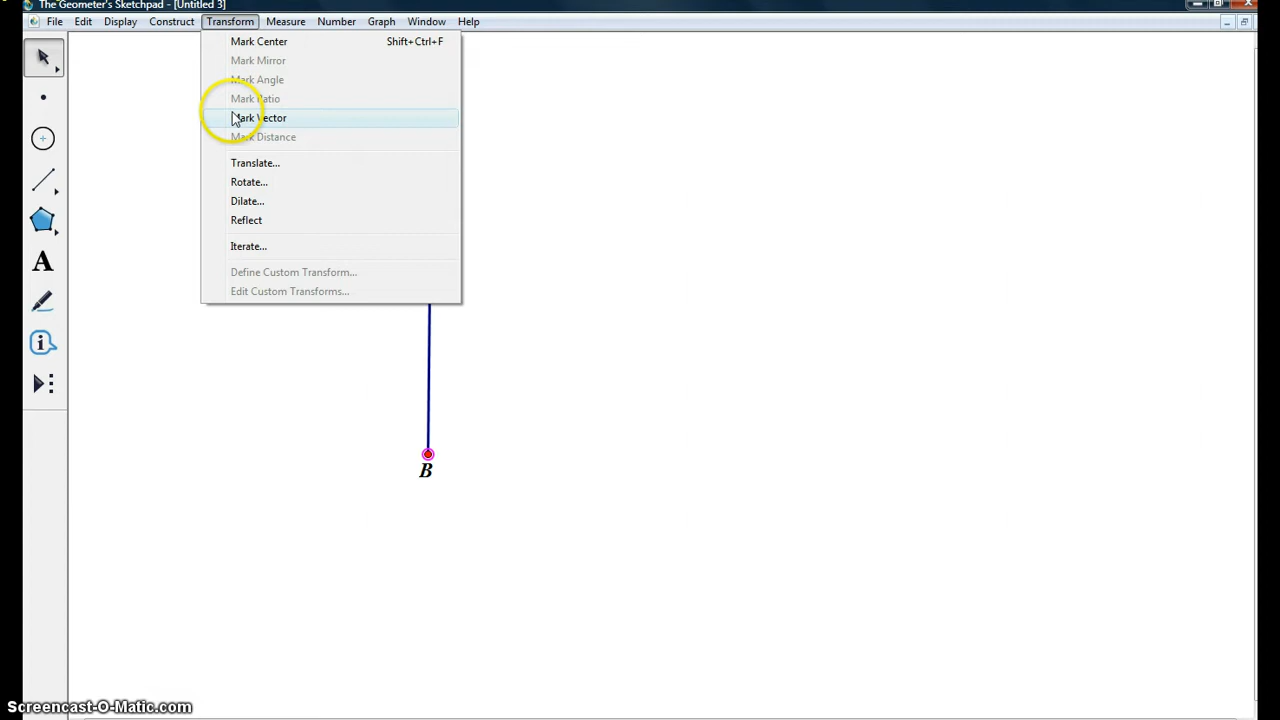 The Geometer's Sketchpad - [Untitled 3]
File Edit Display Construct Transform Measure Number Graph Window Help
Mark Center Shift+Ctrl+F
Mark Mirror
Mark Angle
Mark Ratio
Mark Vector
Mark Distance
Translate...
Rotate...
Dilate...
Reflect
Iterate...
Define Custom Transform...
Edit Custom Transforms...
A
B
Screencast-O-Matic.com